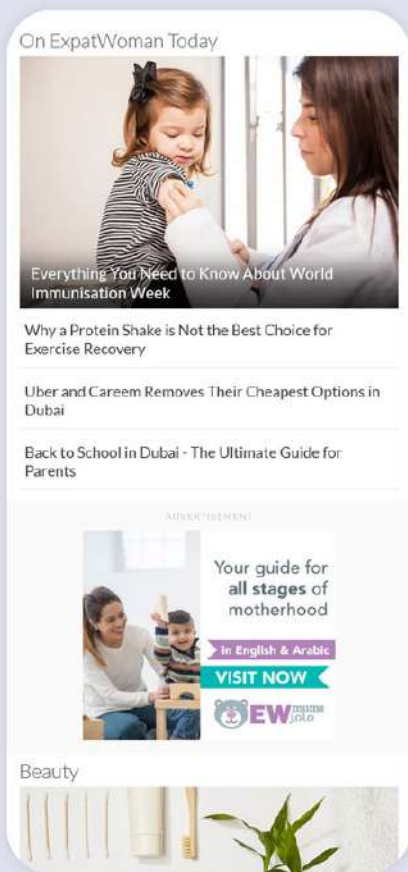 On ExpatWoman Today
Everything You Need to Know About World
Immunisation Week
Why a Protein Shake is Not the Best Choice for
Exercise Recovery
Uber and Careem Removes Their Cheapest Options in
Dubai
Back to School in Dubai - The Ultimate Guide for
Parents
ADVERTISEMENT
Your guide for
all stages of
motherhood
In English & Arabic
VISIT NOW
EW mums
Beauty